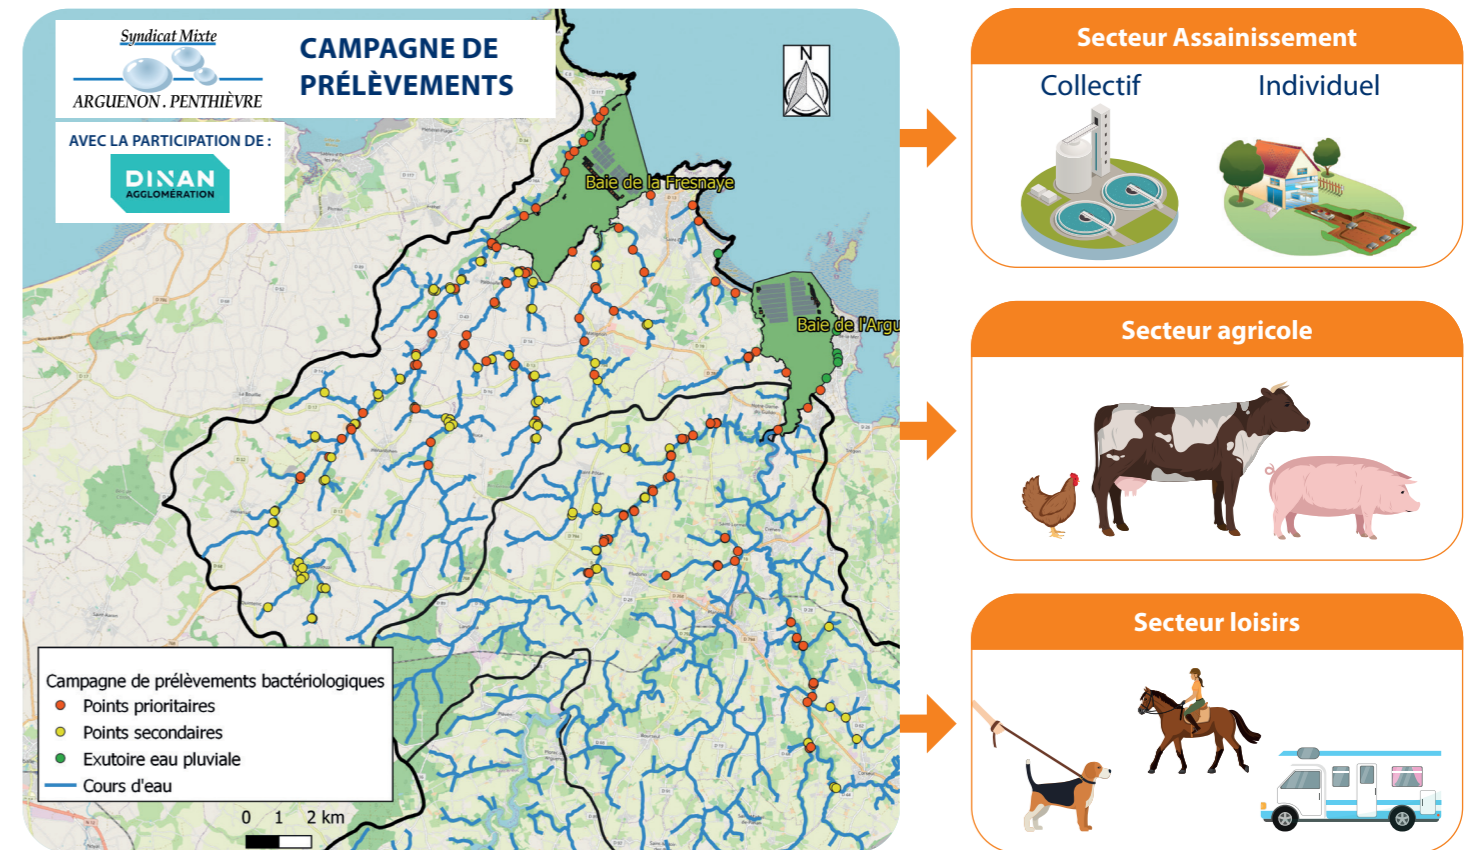 Syndicat Mixte
ARGUENON . PENTHIÈVRE
CAMPAGNE DE
PRÉLÈVEMENTS
AVEC LA PARTICIPATION DE :
DINAN
AGGLOMÉRATION
N
Baie de la Fresnaye
Baie de l'Argu
Campagne de prélèvements bactériologiques
Points prioritaires
Points secondaires
Exutoire eau pluviale
Cours d'eau
0 1 2 km
Secteur Assainissement
Collectif Individuel
Secteur agricole
Secteur loisirs